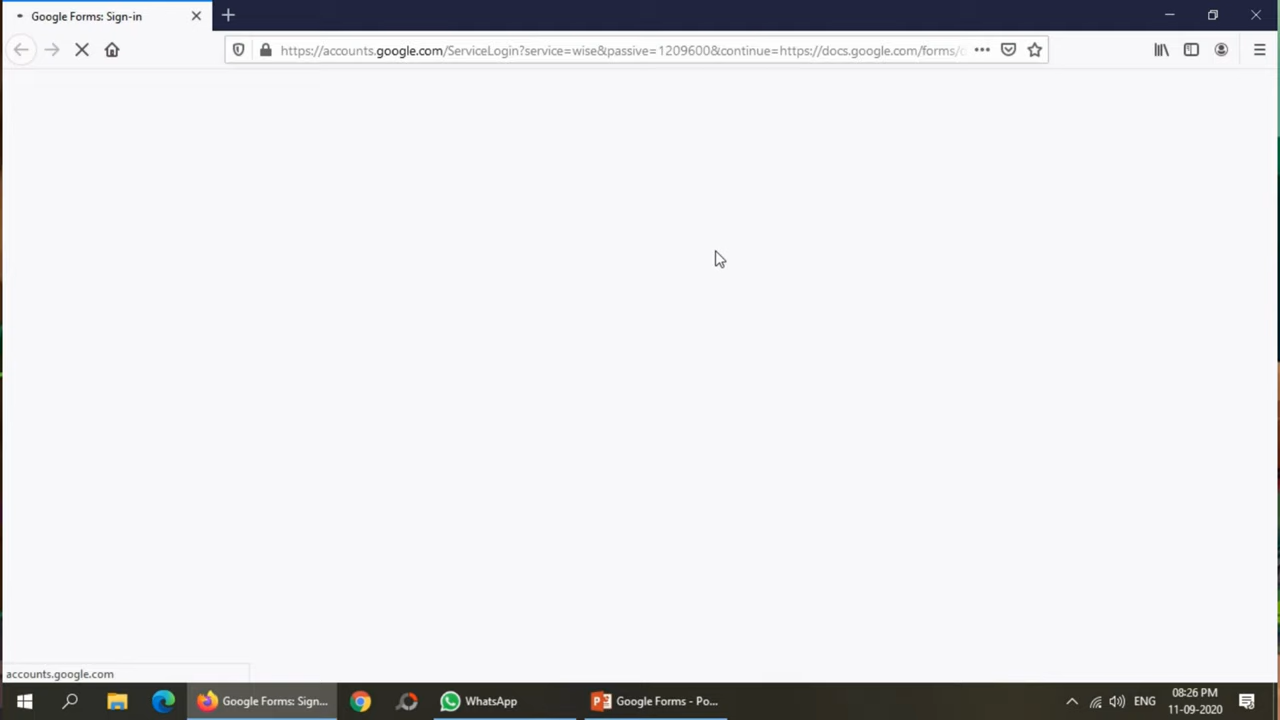 Google Forms: Sign-in
https://accounts.google.com/ServiceLogin?service=wise&passive=1209600&continue=https://docs.google.com/forms/
accounts.google.com
Google Forms: Sign...
WhatsApp
Google Forms - Po...
ENG
08:26 PM
11-09-2020